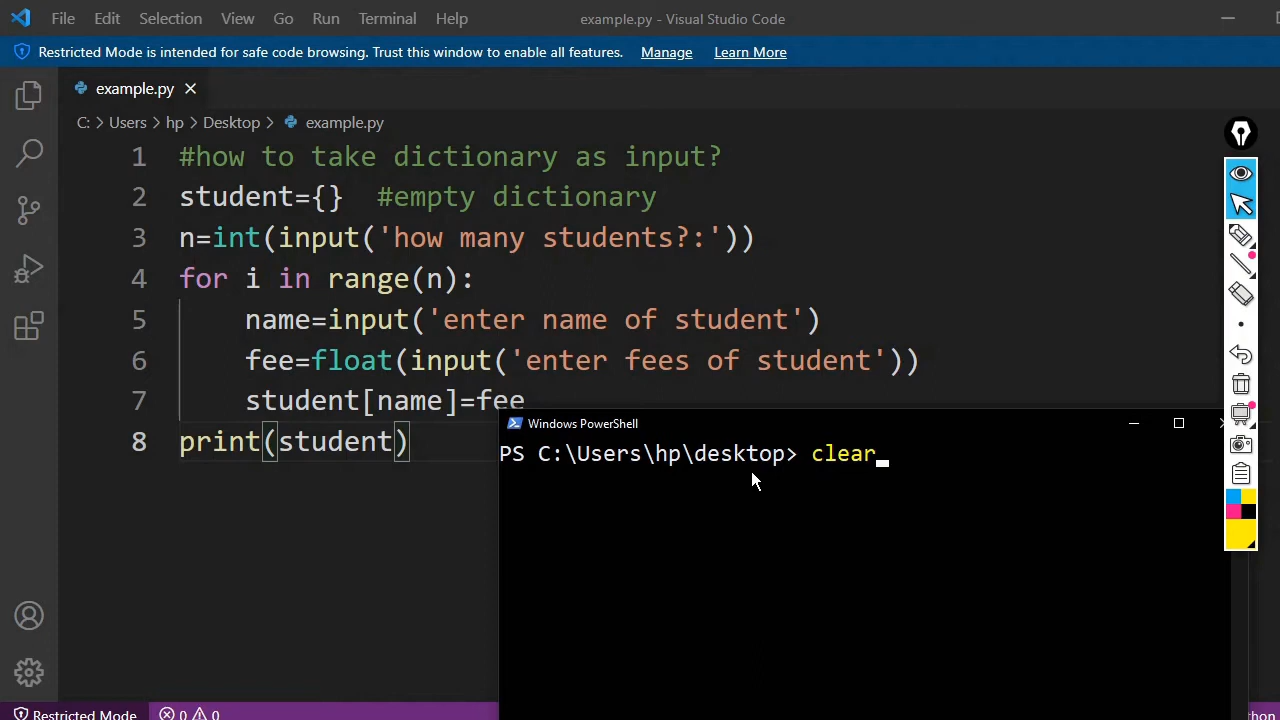 File Edit Selection View Go Run Terminal Help example.py - Visual Studio Code
Restricted Mode is intended for safe code browsing. Trust this window to enable all features. Manage Learn More
example.py
C: > Users > hp > Desktop > example.py
1 #how to take dictionary as input?
2 student={}  #empty dictionary
3 n=int(input('how many students?:'))
4 for i in range(n):
5     name=input('enter name of student')
6     fee=float(input('enter fees of student'))
7     student[name]=fee
8 print(student)
Windows PowerShell
PS C:\Users\hp\desktop> clear
Restricted Mode 0 0